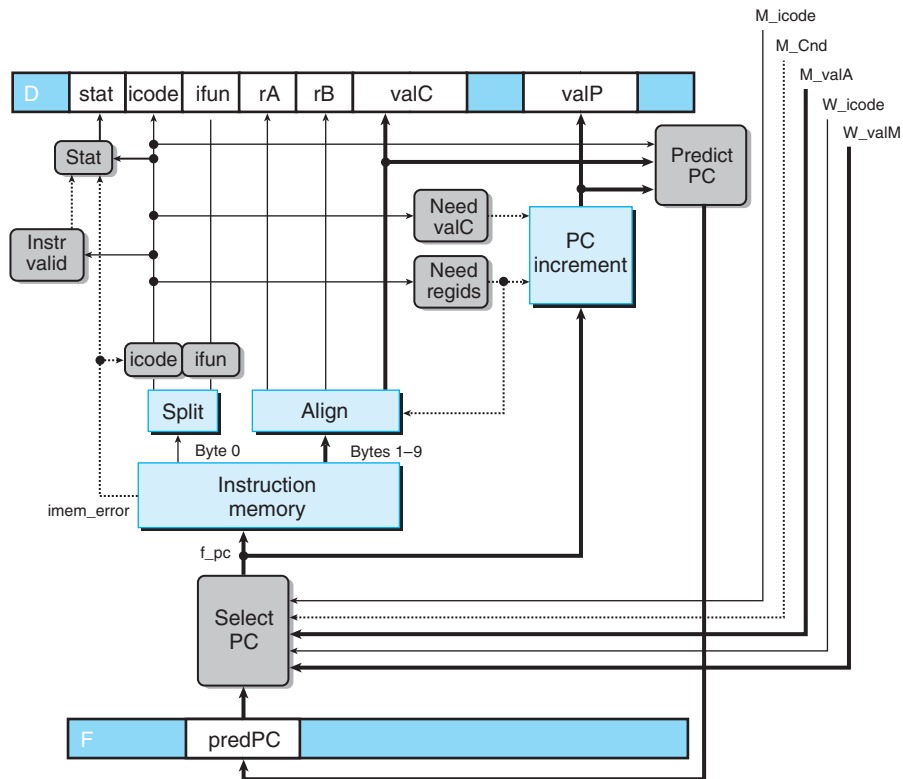 M_icode
M_Cnd
M_valA
W_icode
W_valM
D stat icode ifun rA rB valC valP
Stat
Predict
PC
Need
valC
Instr
valid
PC
increment
Need
regids
icode ifun
Split
Align
Byte 0
Bytes 1–9
Instruction
memory
imem_error
f_pc
Select
PC
F predPC